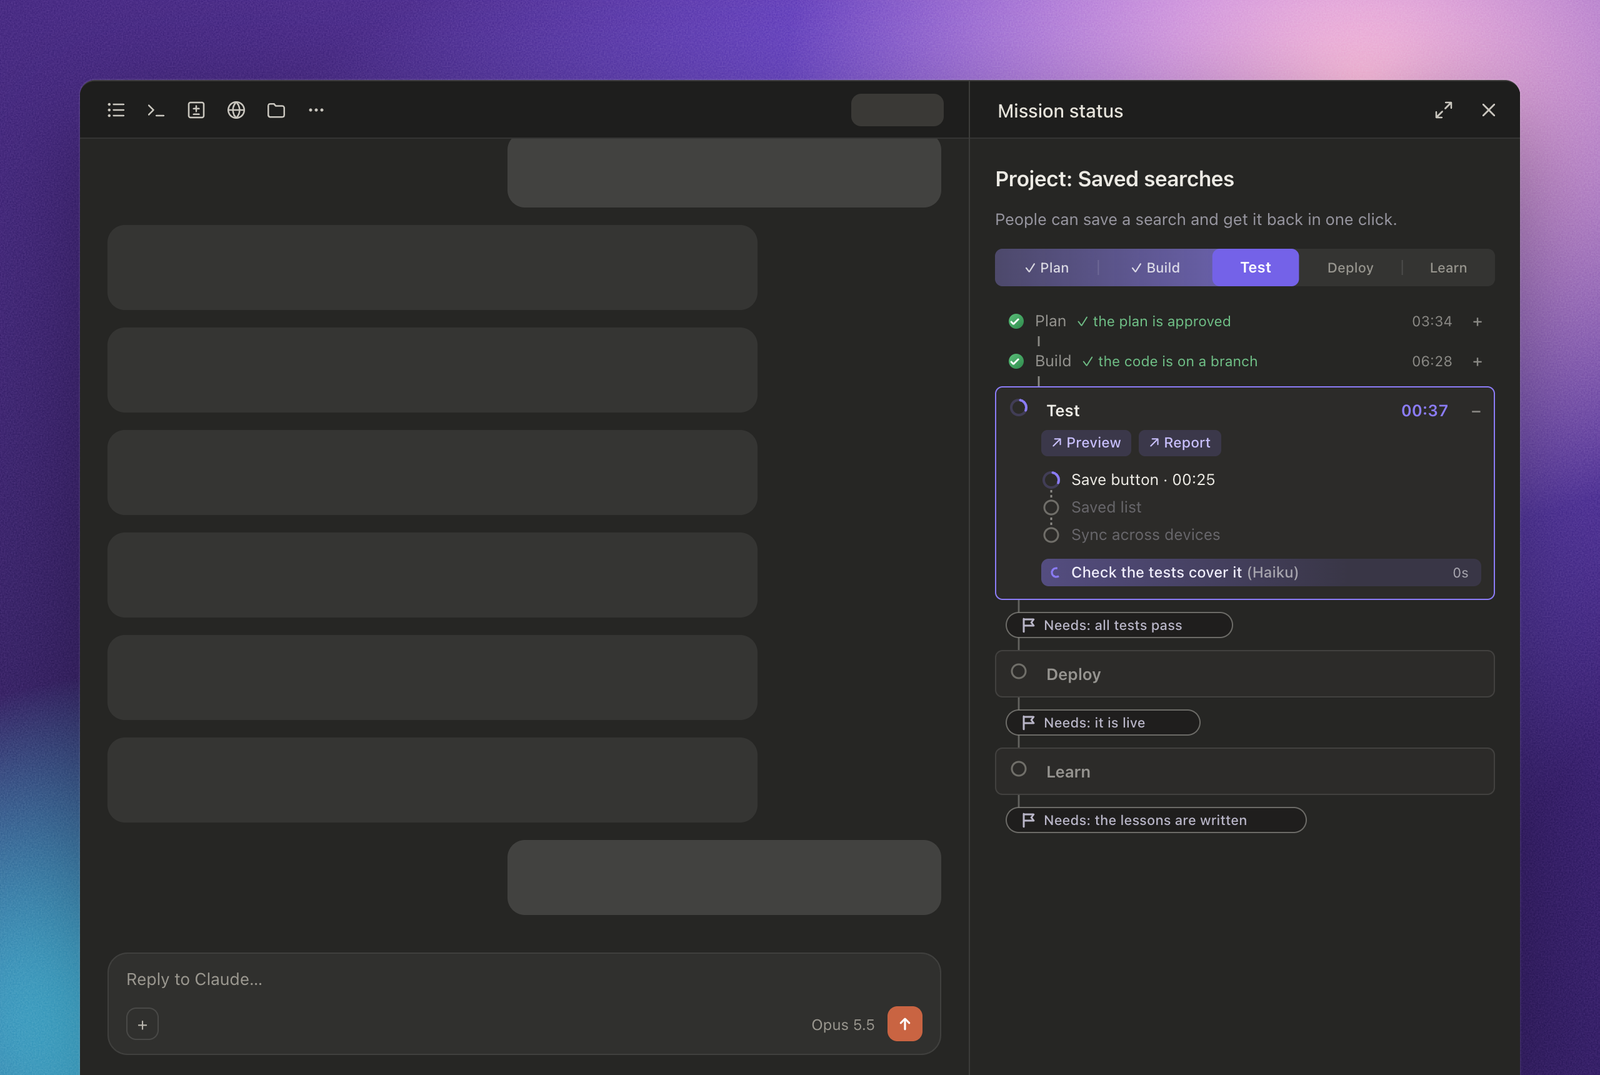 Mission status
Project: Saved searches
People can save a search and get it back in one click.
✓ Plan | ✓ Build Test Deploy | Learn
Plan ✓ the plan is approved 03:34 +
Build ✓ the code is on a branch 06:28 +
Test 00:37 −
↗ Preview ↗ Report
Save button · 00:25
Saved list
Sync across devices
Check the tests cover it (Haiku) 0s
Needs: all tests pass
Deploy
Needs: it is live
Learn
Needs: the lessons are written
Reply to Claude...
+ Opus 5.5